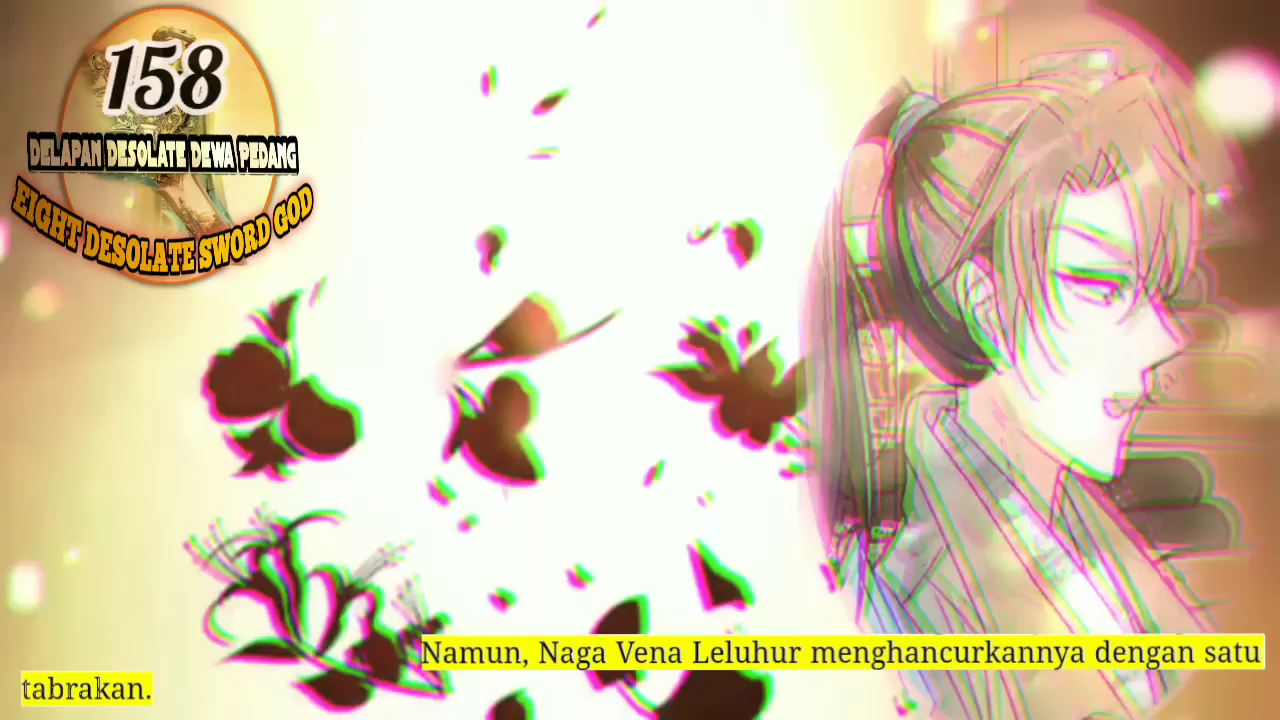 158
DELAPAN DESOLATE DEWA PEDANG
EIGHT DESOLATE SWORD GOD
Namun, Naga Vena Leluhur menghancurkannya dengan satu
tabrakan.